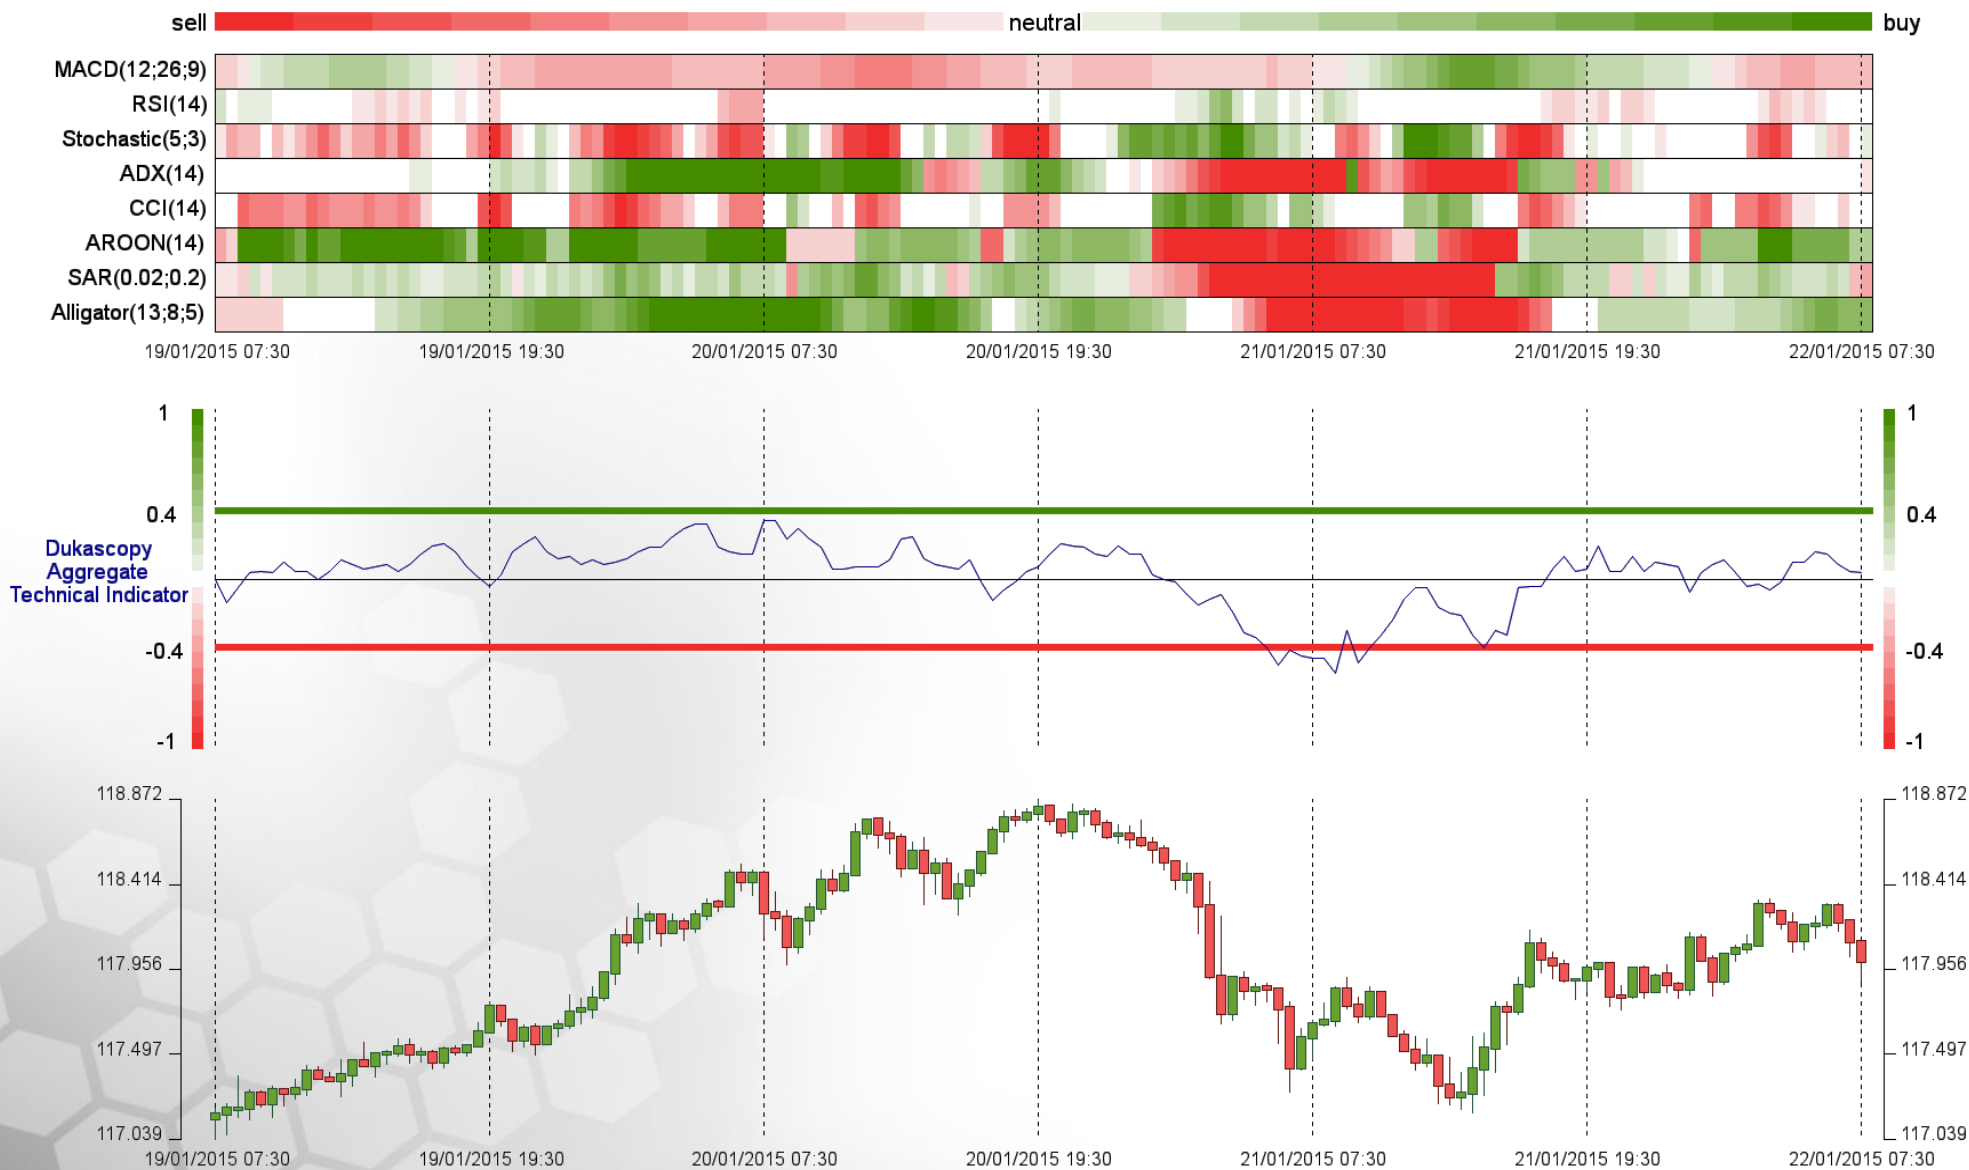 sell neutral buy
MACD(12;26;9)
RSI(14)
Stochastic(5;3)
ADX(14)
CCI(14)
AROON(14)
SAR(0.02;0.2)
Alligator(13;8;5)
19/01/2015 07:30 19/01/2015 19:30 20/01/2015 07:30 20/01/2015 19:30 21/01/2015 07:30 21/01/2015 19:30 22/01/2015 07:30
1 1
0.4 0.4
Dukascopy
Aggregate
Technical Indicator
-0.4 -0.4
-1 -1
118.872 118.872
118.414 118.414
117.956 117.956
117.497 117.497
117.039 117.039
19/01/2015 07:30 19/01/2015 19:30 20/01/2015 07:30 20/01/2015 19:30 21/01/2015 07:30 21/01/2015 19:30 22/01/2015 07:30